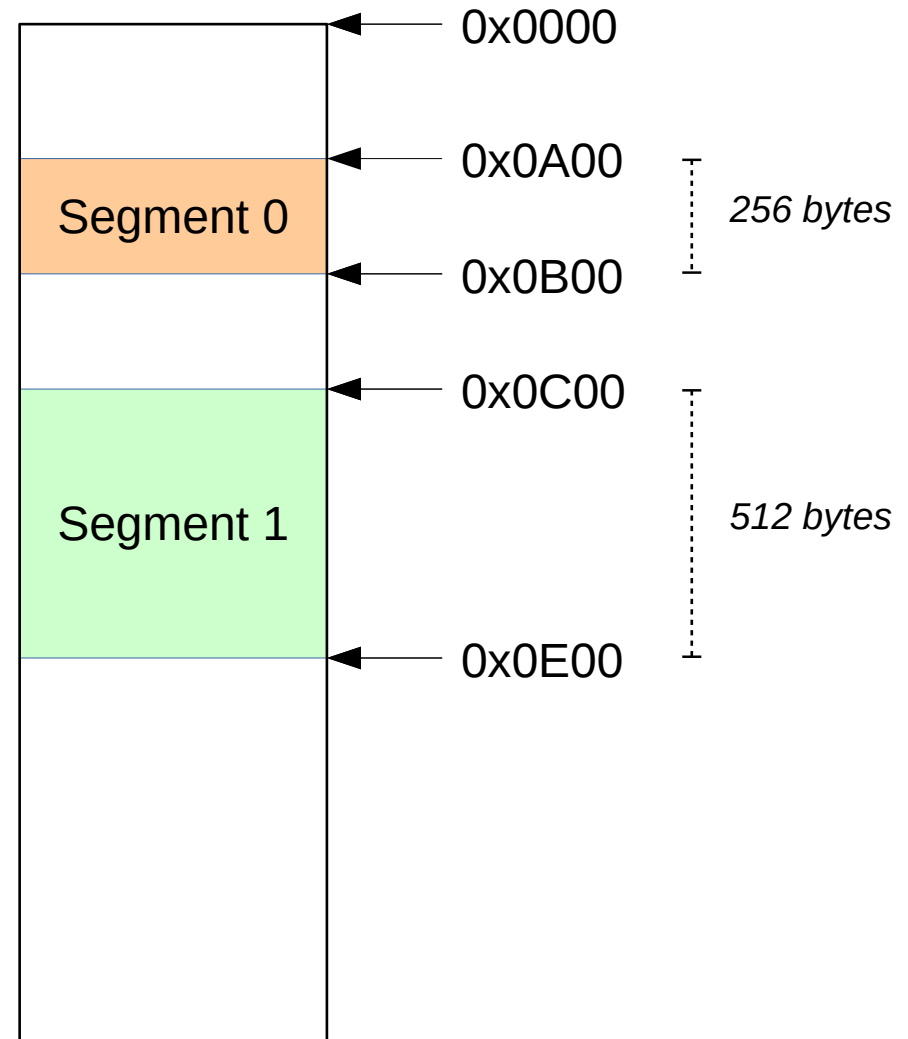 0x0000
0x0A00
Segment 0
256 bytes
0x0B00
0x0C00
Segment 1
512 bytes
0x0E00